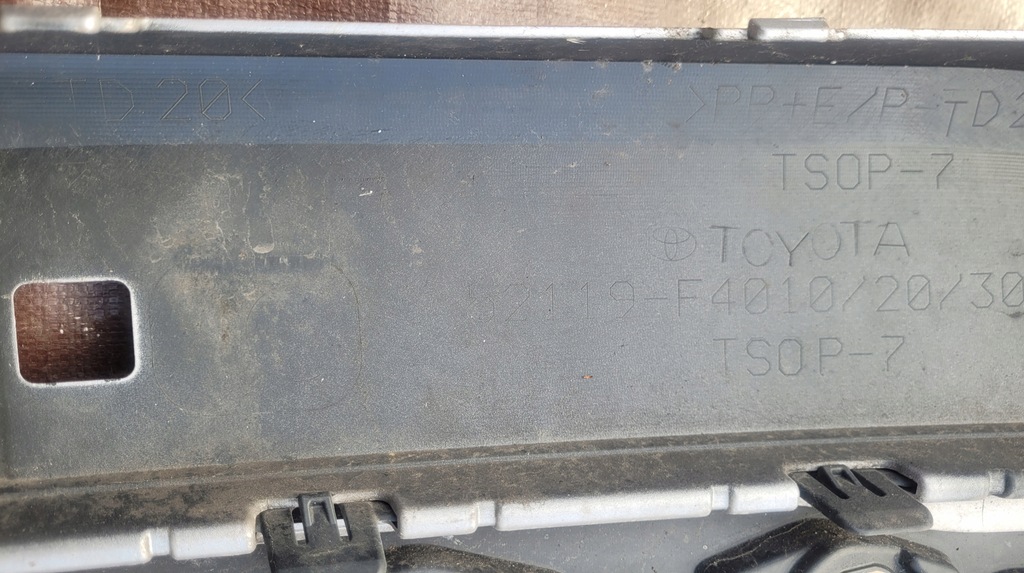 TD 20<
>PP+E/P-TD2
TSOP-7
TOYOTA
52119-F4010/20/30
TSOP-7